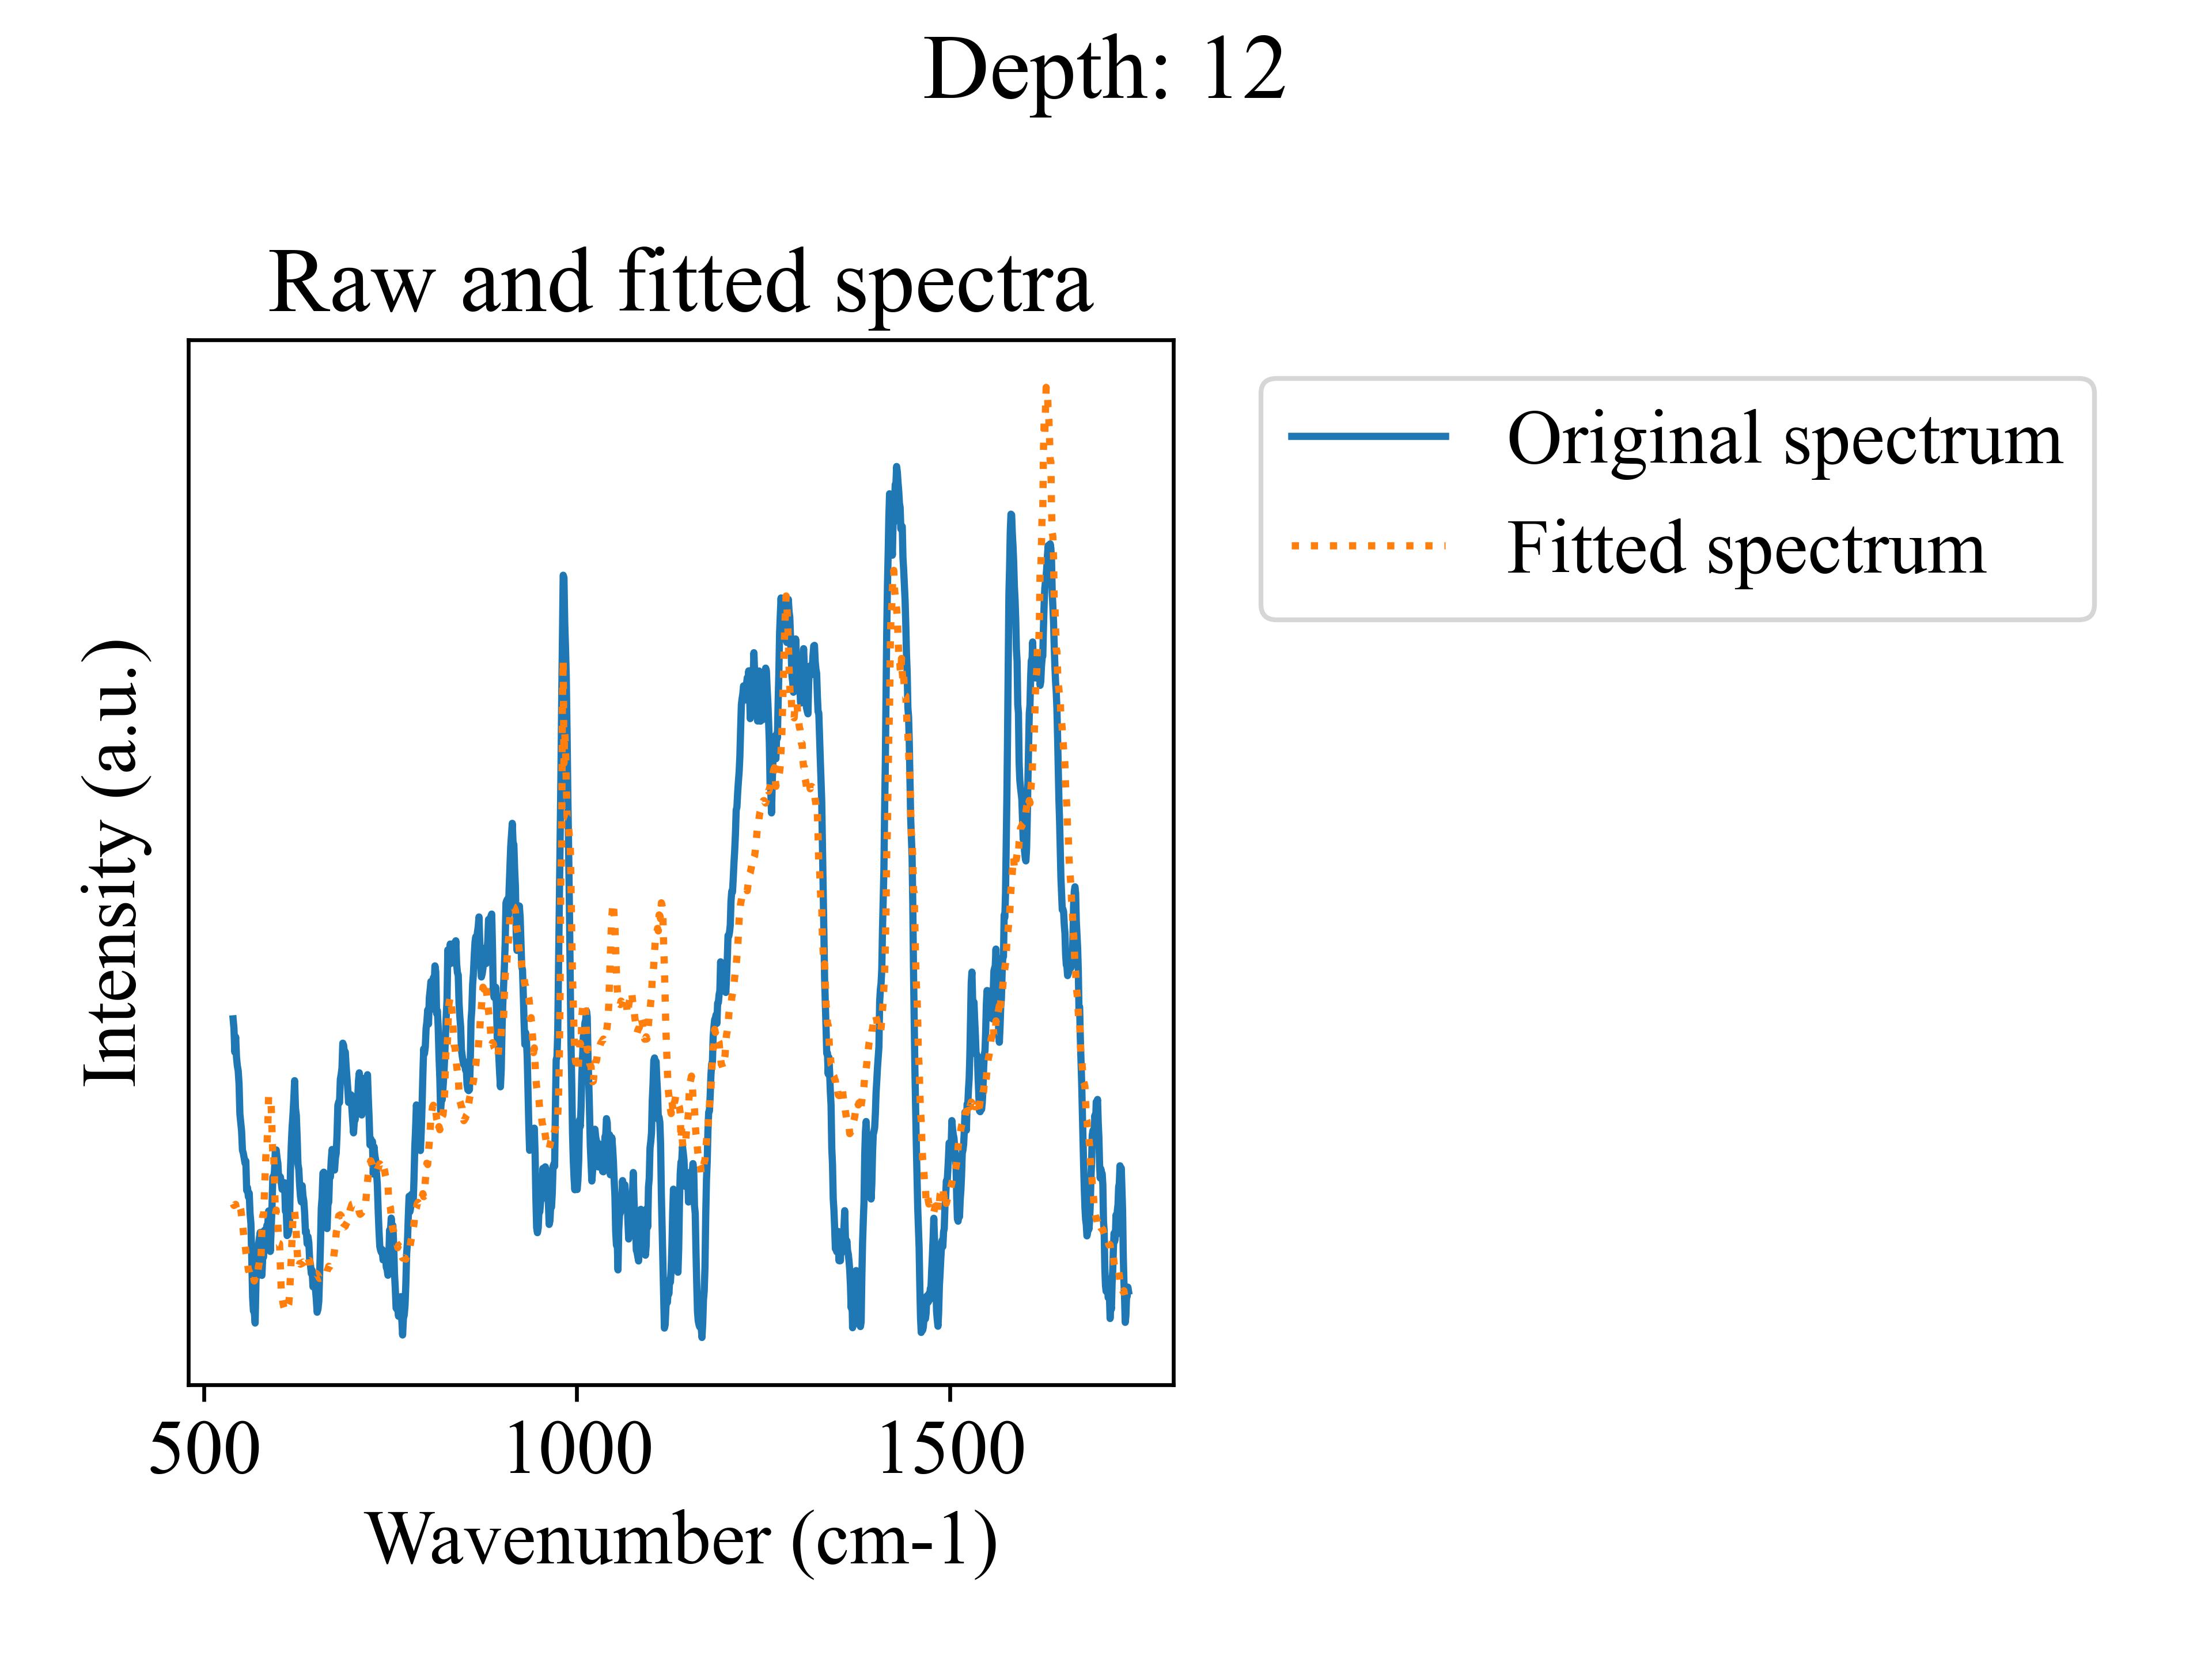 Depth: 12
Raw and fitted spectra
Original spectrum
Fitted spectrum
Intensity (a.u.)
500 1000 1500
Wavenumber (cm-1)